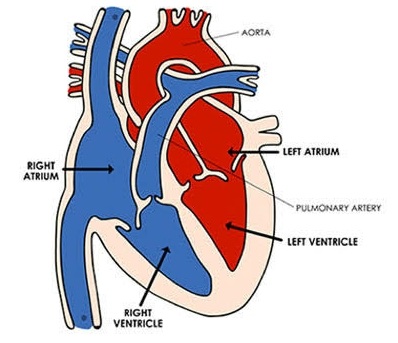 AORTA
LEFT ATRIUM
RIGHT
ATRIUM
PULMONARY ARTERY
LEFT VENTRICLE
RIGHT
VENTRICLE